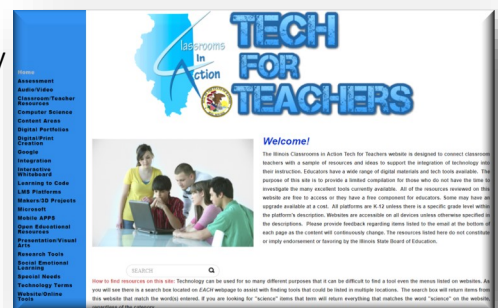 Classrooms
In
Action
TECH
FOR
TEACHERS
Home
Assessment
Audio/Video
Classroom/Teacher
Resources
Computer Science
Content Areas
Digital Portfolios
Digital/Print
Creation
Google
Integration
Interactive
Whiteboard
Learning to Code
LMS Platforms
Makers/3D Projects
Microsoft
Mobile APPS
Open Educational
Resources
Presentation/Visual
Arts
Research Tools
Social Emotional
Learning
Special Needs
Technology Terms
Website/Online
Tools
Welcome!
The Illinois Classrooms in Action Tech for Teachers website is designed to connect classroom
teachers with a sample of resources and ideas to support the integration of technology into
their instruction. Educators have a wide range of digital materials and tech tools available. The
purpose of this site is to provide a limited compilation for those who do not have the time to
investigate the many excellent tools currently available. All of the resources reviewed on this
website are free to access or they have a free component for educators. Some may have an
upgrade available at a cost. All platforms are K-12 unless there is a specific grade level within
the platform's description. Websites are accessible on all devices unless otherwise specified in
the descriptions. Please provide feedback regarding items listed to the email at the bottom of
each page as the content will continuously change. The resources listed here do not constitute
or imply endorsement or favoring by the Illinois State Board of Education.
SEARCH
How to find resources on this site: Technology can be used for so many different purposes that it can be difficult to find a tool even the menus listed on websites. As
you will see there is a search box located on EACH webpage to assist with finding tools that could be listed in multiple locations. The search box will return items from
this website that match the word(s) entered. If you are looking for "science" items that term will return everything that matches the word "science" on the website
regardless of the category.